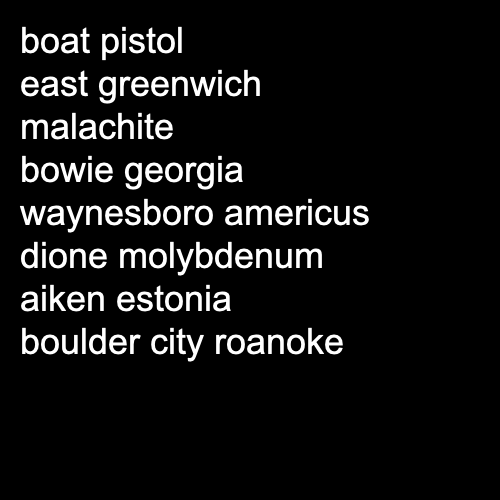 boat pistol
east greenwich
malachite
bowie georgia
waynesboro americus
dione molybdenum
aiken estonia
boulder city roanoke